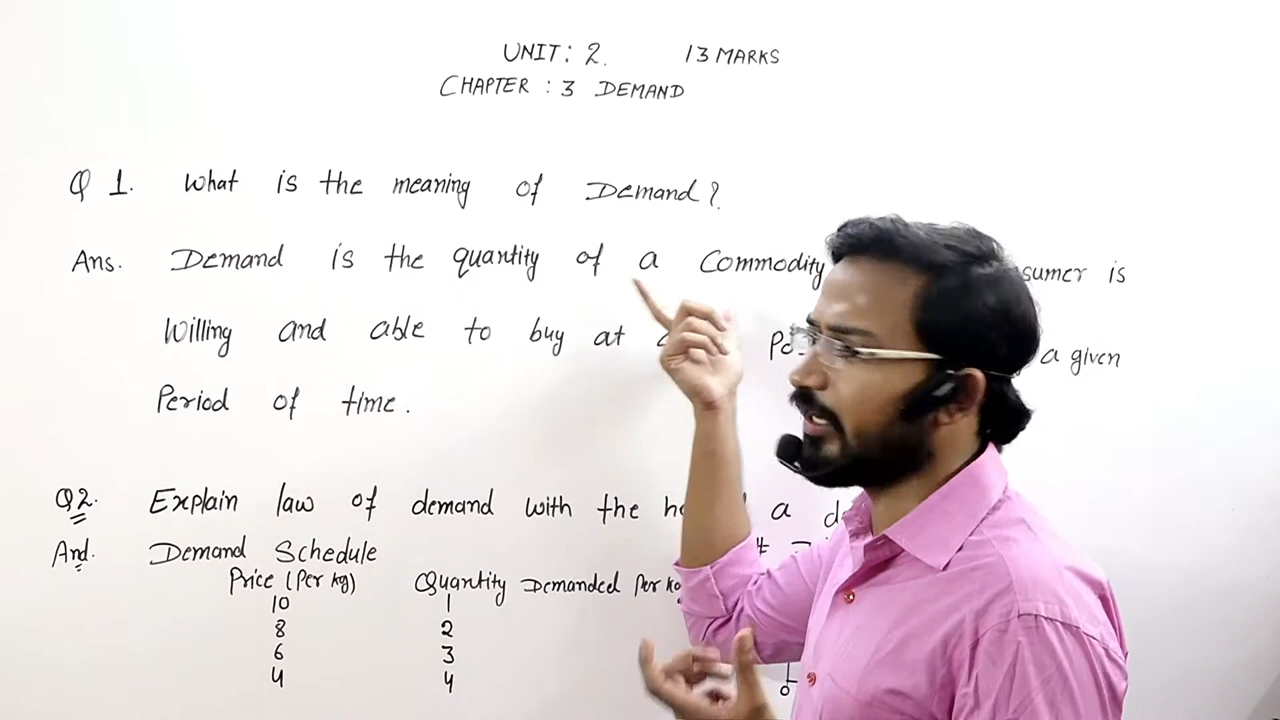 UNIT: 2. 13 MARKS
CHAPTER : 3 DEMAND
Q 1. What is the meaning of Demand?
Ans. Demand is the quantity of a Commodity sumer is
Willing and able to buy at a given
Period of time.
Q2. Explain law of demand with the a
Ans. Demand Schedule
Price (Per kg) Quantity Demanded Per kg
10 1
8 2
6 3
4 4